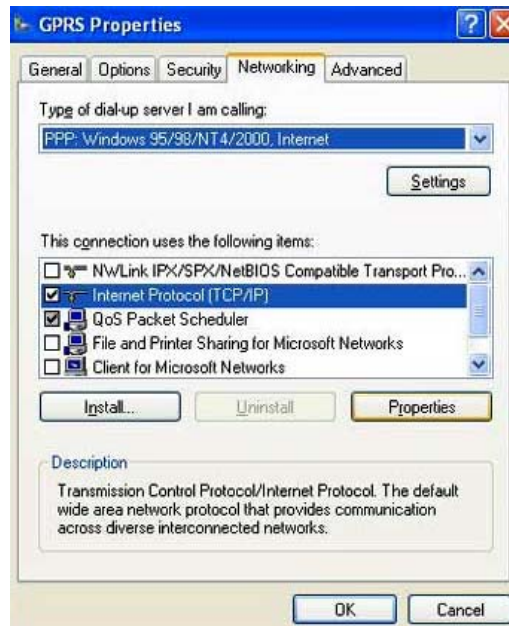 GPRS Properties
General Options Security Networking Advanced
Type of dial-up server I am calling:
PPP: Windows 95/98/NT4/2000, Internet
Settings
This connection uses the following items:
NWLink IPX/SPX/NetBIOS Compatible Transport Pro...
Internet Protocol (TCP/IP)
QoS Packet Scheduler
File and Printer Sharing for Microsoft Networks
Client for Microsoft Networks
Install... Uninstall Properties
Description
Transmission Control Protocol/Internet Protocol. The default
wide area network protocol that provides communication
across diverse interconnected networks.
OK Cancel